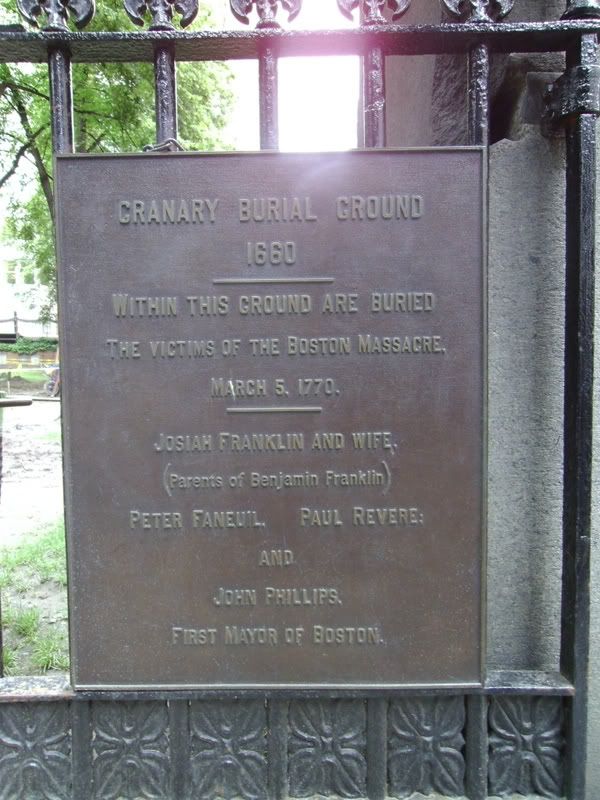 GRANARY BURIAL GROUND
1660
WITHIN THIS GROUND ARE BURIED
THE VICTIMS OF THE BOSTON MASSACRE,
MARCH 5, 1770.
JOSIAH FRANKLIN AND WIFE,
(Parents of Benjamin Franklin)
PETER FANEUIL, PAUL REVERE;
AND
JOHN PHILLIPS,
FIRST MAYOR OF BOSTON.